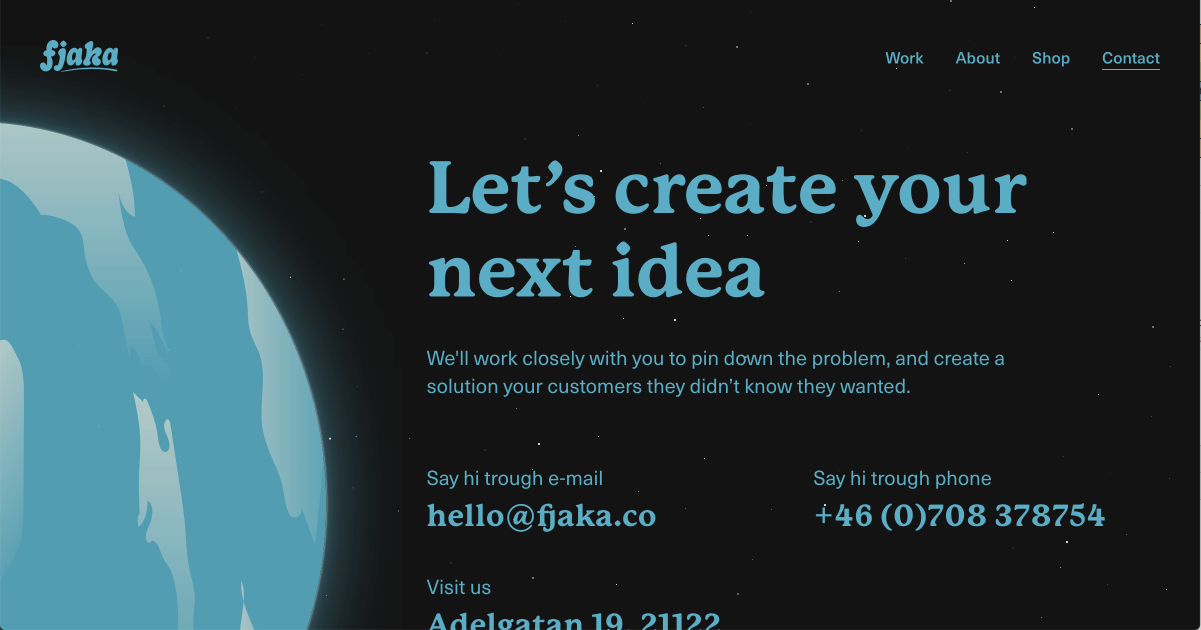 fjaka
Work About Shop Contact
Let’s create your
next idea
We'll work closely with you to pin down the problem, and create a
solution your customers they didn’t know they wanted.
Say hi trough e-mail
hello@fjaka.co
Say hi trough phone
+46 (0)708 378754
Visit us
Adelgatan 19, 21122